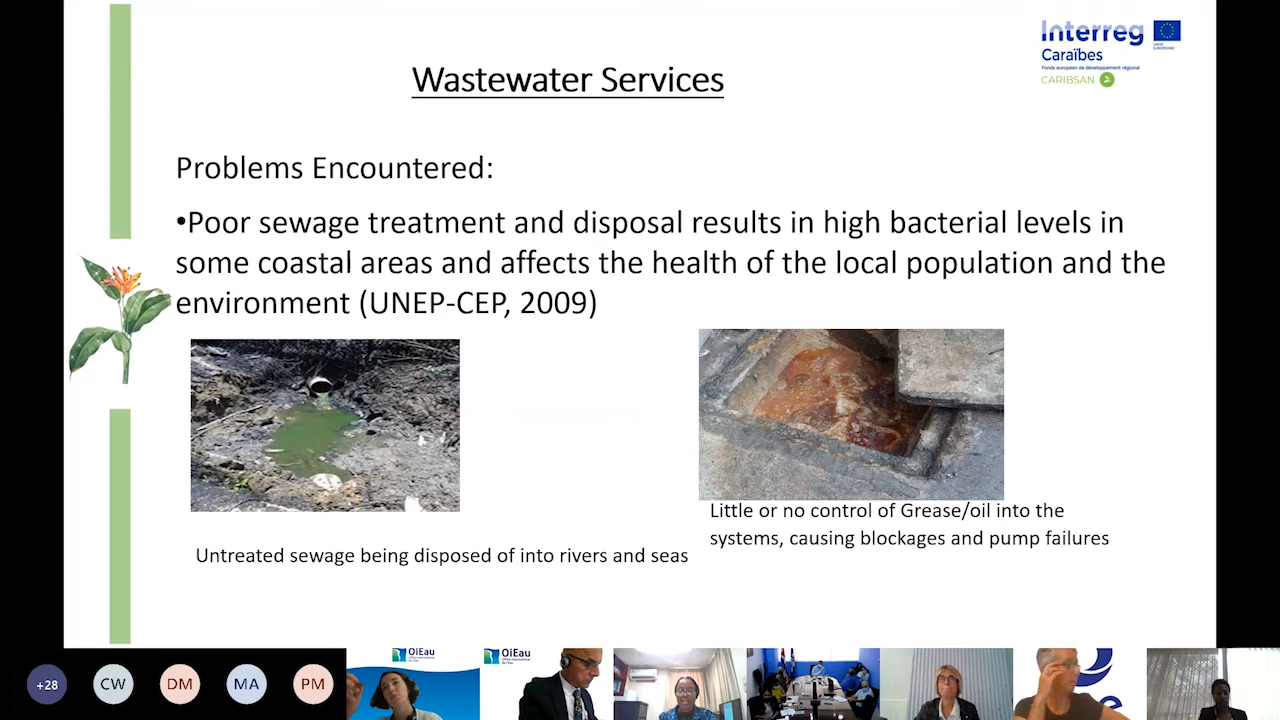 Interreg
Caraïbes
UNION EUROPÉENNE
Fonds européen de développement régional
CARIBSAN
Wastewater Services
Problems Encountered:
•Poor sewage treatment and disposal results in high bacterial levels in
some coastal areas and affects the health of the local population and the
environment (UNEP-CEP, 2009)
Little or no control of Grease/oil into the
systems, causing blockages and pump failures
Untreated sewage being disposed of into rivers and seas
+28
CW
DM
MA
PM
OiEau
OiEau
e